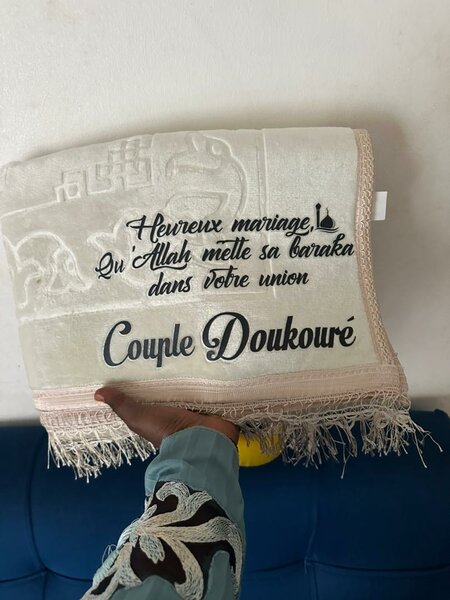 Heureux mariage,
Qu'Allah mette sa baraka
dans votre union
Couple Doukouré